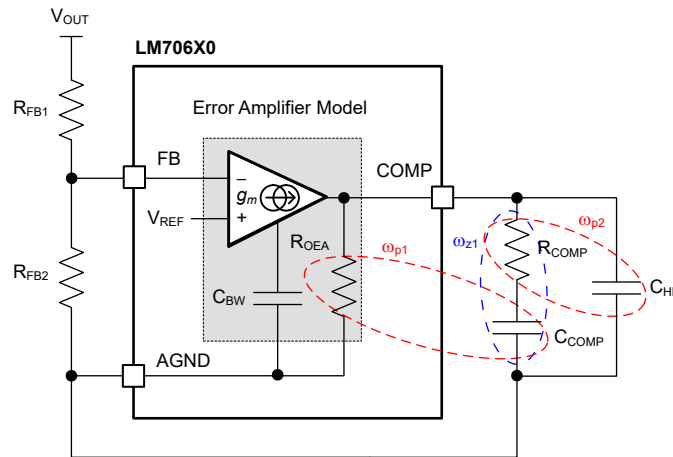 VOUT
LM706X0
RFB1
Error Amplifier Model
FB
COMP
gm
−
+
VREF
ROEA
ωp1
ωz1
ωp2
RCOMP
RFB2
CBW
CHF
CCOMP
AGND